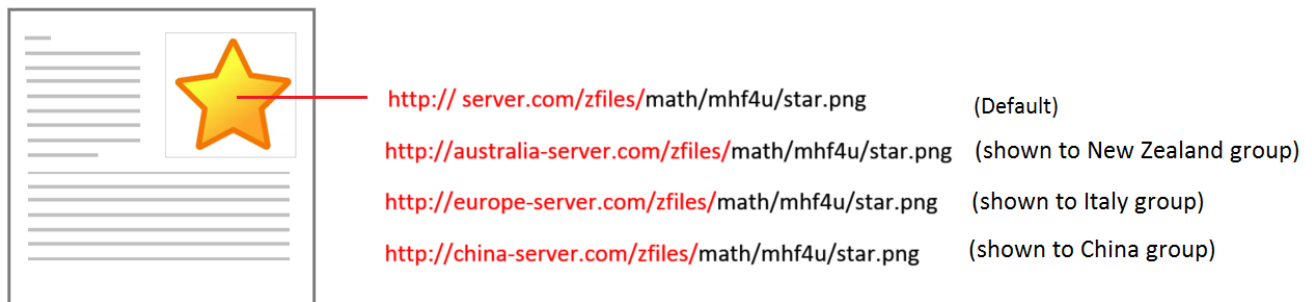 http:// server.com/zfiles/math/mhf4u/star.png (Default)
http://australia-server.com/zfiles/math/mhf4u/star.png (shown to New Zealand group)
http://europe-server.com/zfiles/math/mhf4u/star.png (shown to Italy group)
http://china-server.com/zfiles/math/mhf4u/star.png (shown to China group)